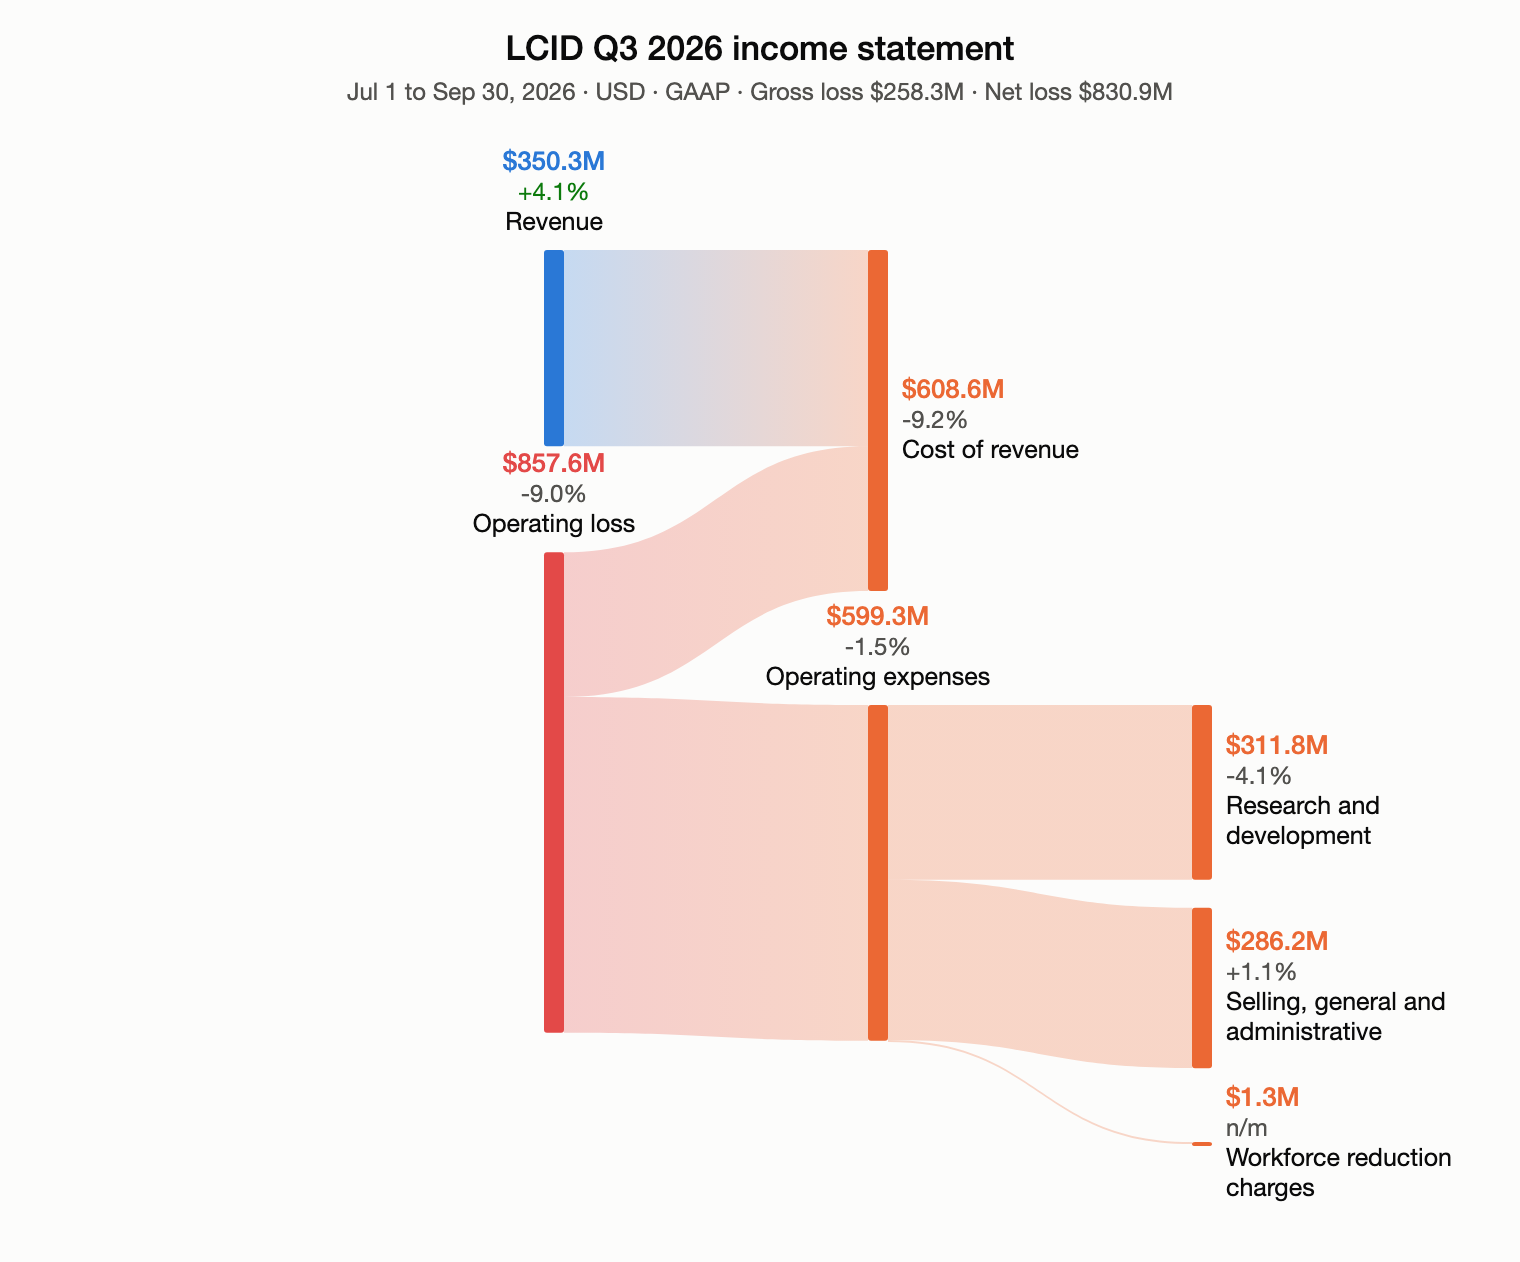 LCID Q3 2026 income statement
Jul 1 to Sep 30, 2026 · USD · GAAP · Gross loss $258.3M · Net loss $830.9M
$350.3M
+4.1%
Revenue
$857.6M
-9.0%
Operating loss
$608.6M
-9.2%
Cost of revenue
$599.3M
-1.5%
Operating expenses
$311.8M
-4.1%
Research and
development
$286.2M
+1.1%
Selling, general and
administrative
$1.3M
n/m
Workforce reduction
charges